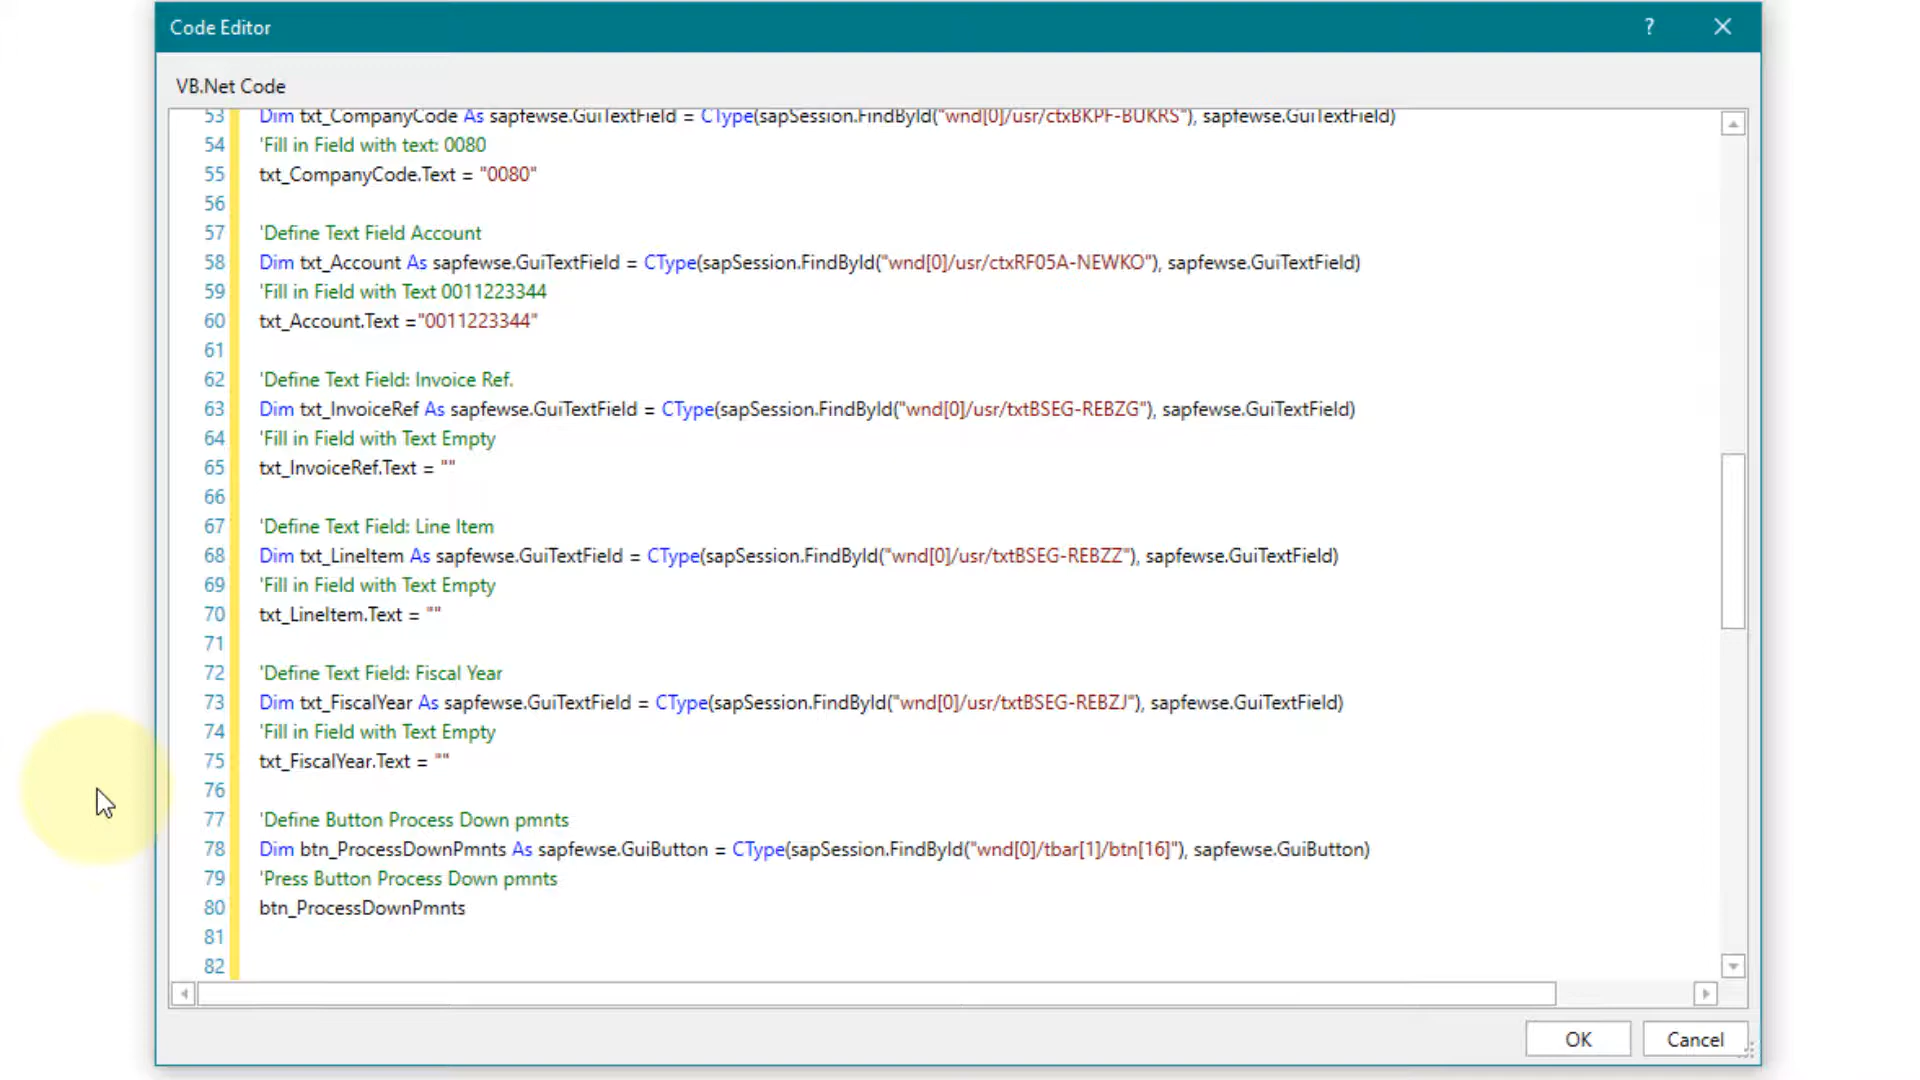 Code Editor
?
VB.Net Code
53 Dim txt_CompanyCode As sapfewse.GuiTextField = CType(sapSession.FindById("wnd[0]/usr/ctxBKPF-BUKRS"), sapfewse.GuiTextField)
54 'Fill in Field with text: 0080
55 txt_CompanyCode.Text = "0080"
56
57 'Define Text Field Account
58 Dim txt_Account As sapfewse.GuiTextField = CType(sapSession.FindById("wnd[0]/usr/ctxRF05A-NEWKO"), sapfewse.GuiTextField)
59 'Fill in Field with Text 0011223344
60 txt_Account.Text ="0011223344"
61
62 'Define Text Field: Invoice Ref.
63 Dim txt_InvoiceRef As sapfewse.GuiTextField = CType(sapSession.FindById("wnd[0]/usr/txtBSEG-REBZG"), sapfewse.GuiTextField)
64 'Fill in Field with Text Empty
65 txt_InvoiceRef.Text = ""
66
67 'Define Text Field: Line Item
68 Dim txt_LineItem As sapfewse.GuiTextField = CType(sapSession.FindById("wnd[0]/usr/txtBSEG-REBZZ"), sapfewse.GuiTextField)
69 'Fill in Field with Text Empty
70 txt_LineItem.Text = ""
71
72 'Define Text Field: Fiscal Year
73 Dim txt_FiscalYear As sapfewse.GuiTextField = CType(sapSession.FindById("wnd[0]/usr/txtBSEG-REBZJ"), sapfewse.GuiTextField)
74 'Fill in Field with Text Empty
75 txt_FiscalYear.Text = ""
76
77 'Define Button Process Down pmnts
78 Dim btn_ProcessDownPmnts As sapfewse.GuiButton = CType(sapSession.FindById("wnd[0]/tbar[1]/btn[16]"), sapfewse.GuiButton)
79 'Press Button Process Down pmnts
80 btn_ProcessDownPmnts
81
82
OK Cancel